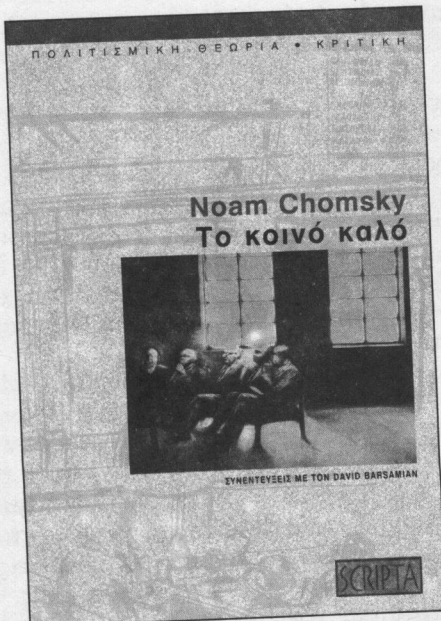 ΠΟΛΙΤΙΣΜΙΚΗ ΘΕΩΡΙΑ • ΚΡΙΤΙΚΗ
Noam Chomsky
Το κοινό καλό
ΣΥΝΕΝΤΕΥΞΕΙΣ ΜΕ ΤΟΝ DAVID BARSAMIAN
SCRIPTA